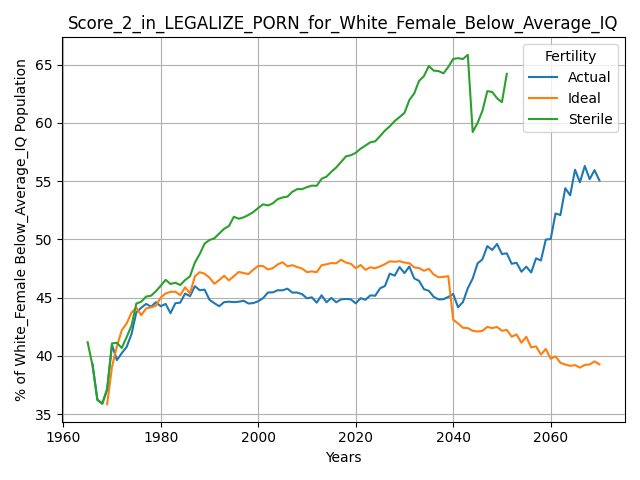 Score_2_in_LEGALIZE_PORN_for_White_Female_Below_Average_IQ
% of White_Female Below_Average_IQ Population
65
60
55
50
45
40
35
Fertility
Actual
Ideal
Sterile
1960
1980
2000
2020
2040
2060
Years